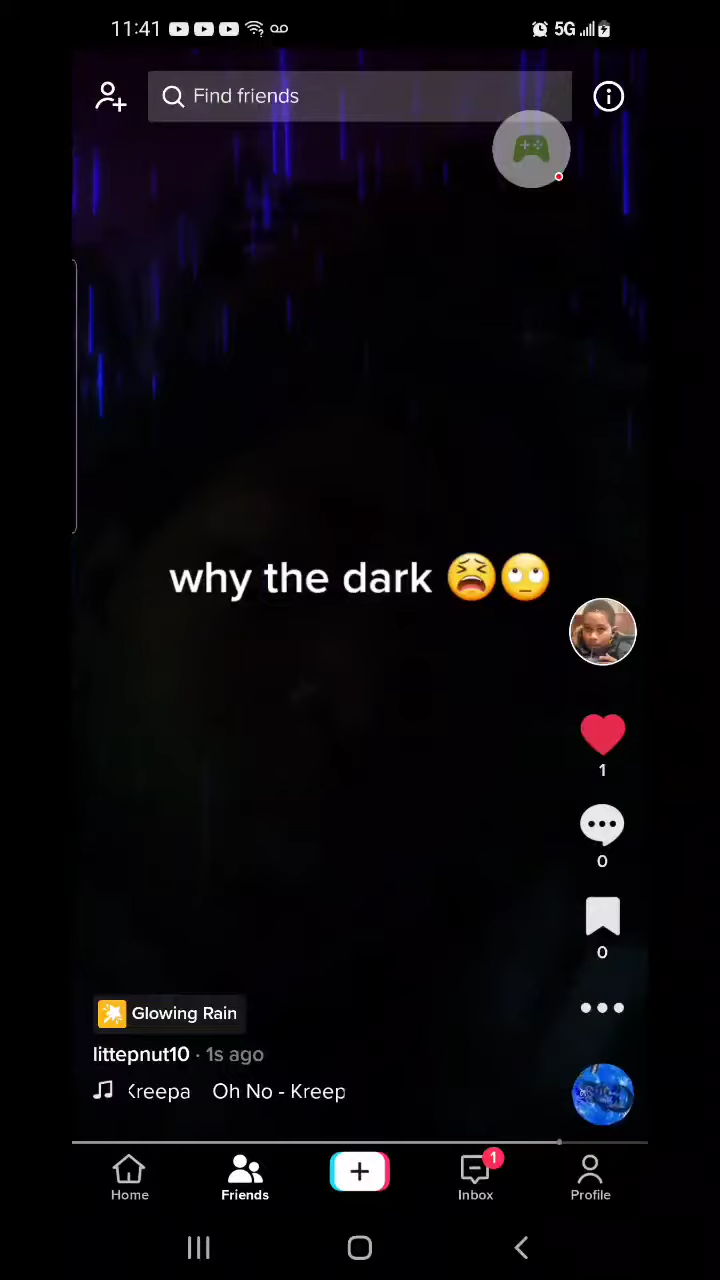 11:41
5G
Find friends
why the dark 😫🙄
1
0
0
Glowing Rain
littepnut10 · 1s ago
Kreepa Oh No - Kreep
Home
Friends
Inbox
1
Profile